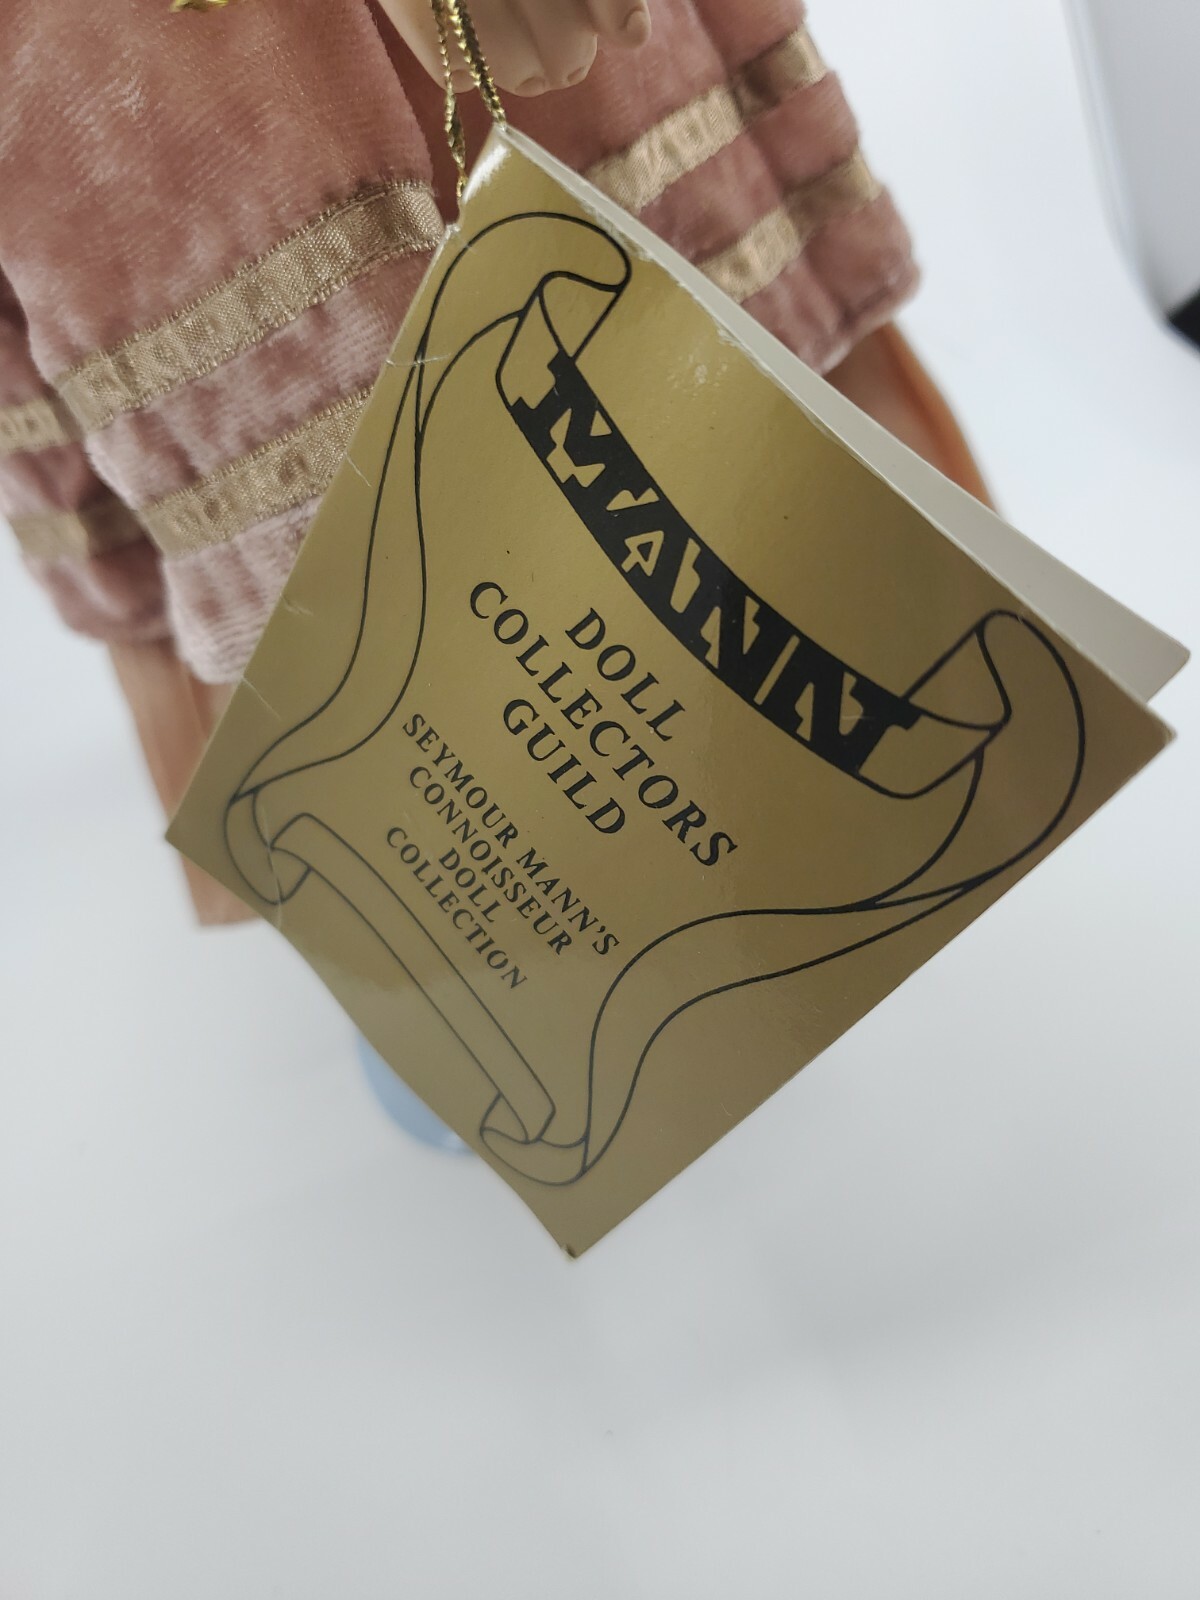 MANN
DOLL
COLLECTORS
GUILD
SEYMOUR MANN'S
CONNOISSEUR
DOLL
COLLECTION